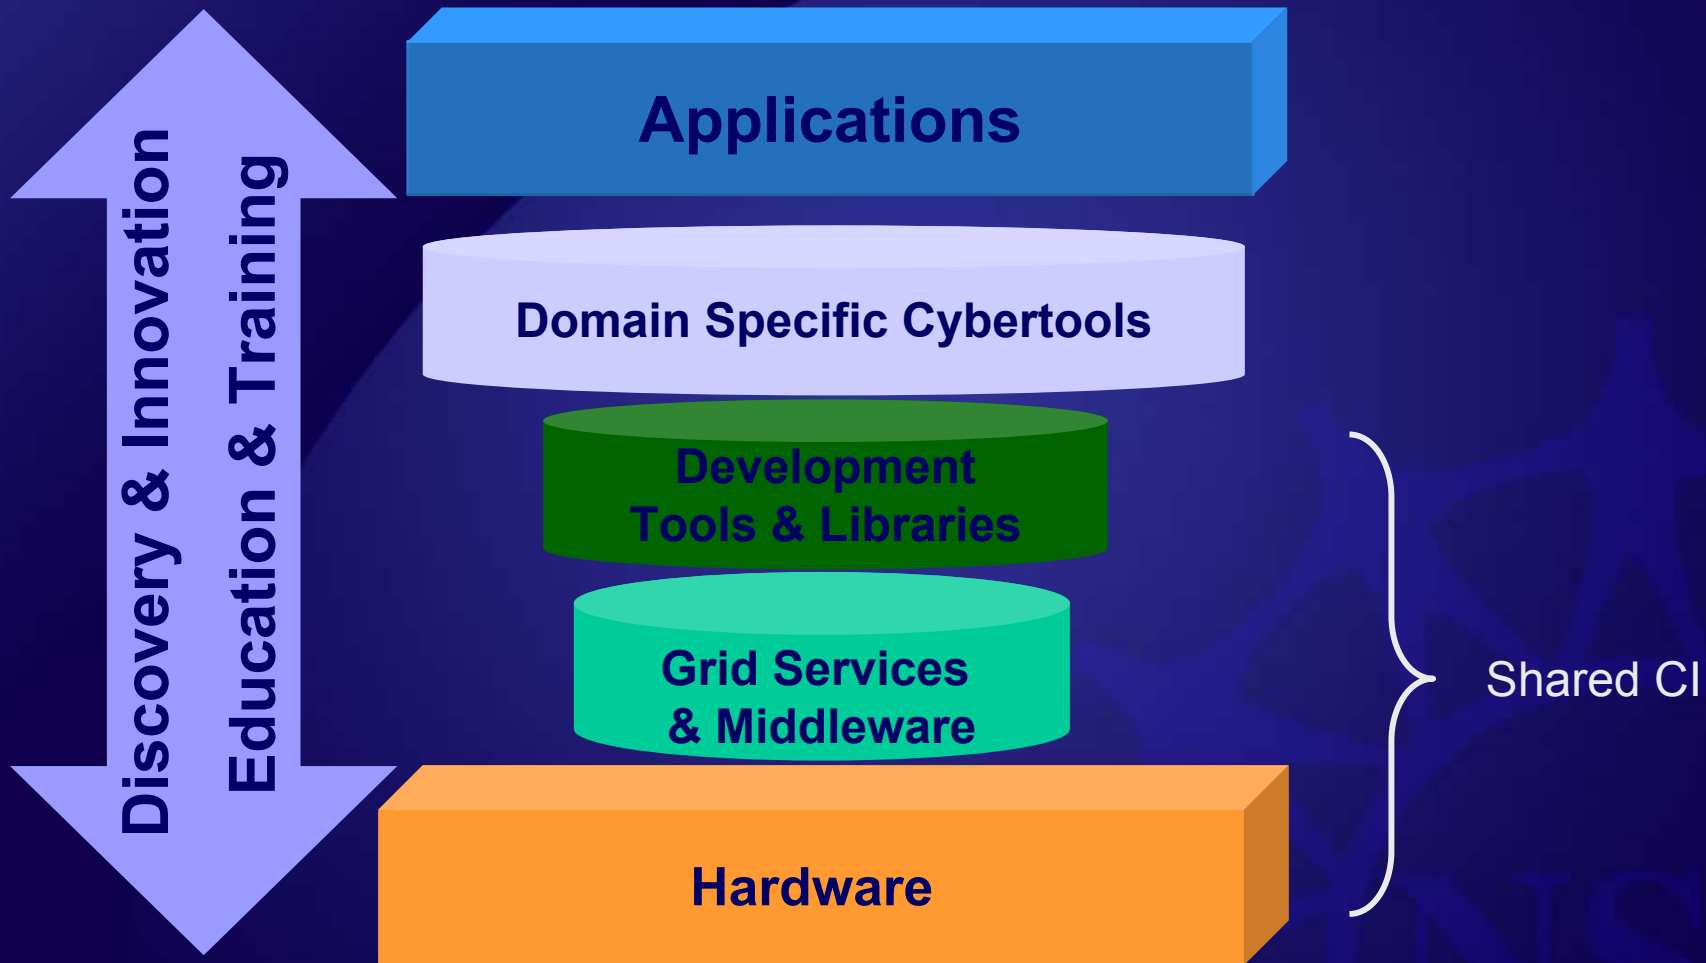 Discovery & Innovation
Education & Training
Applications
Domain Specific Cybertools
Development
Tools & Libraries
Grid Services
& Middleware
Hardware
Shared CI